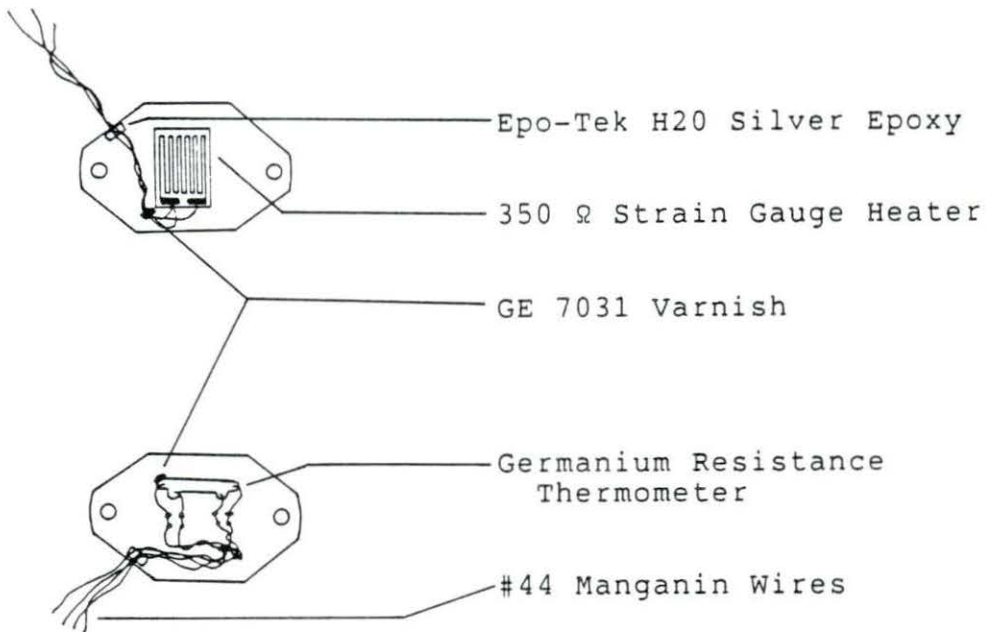 Epo-Tek H20 Silver Epoxy
350 Ω Strain Gauge Heater
GE 7031 Varnish
Germanium Resistance
Thermometer
#44 Manganin Wires